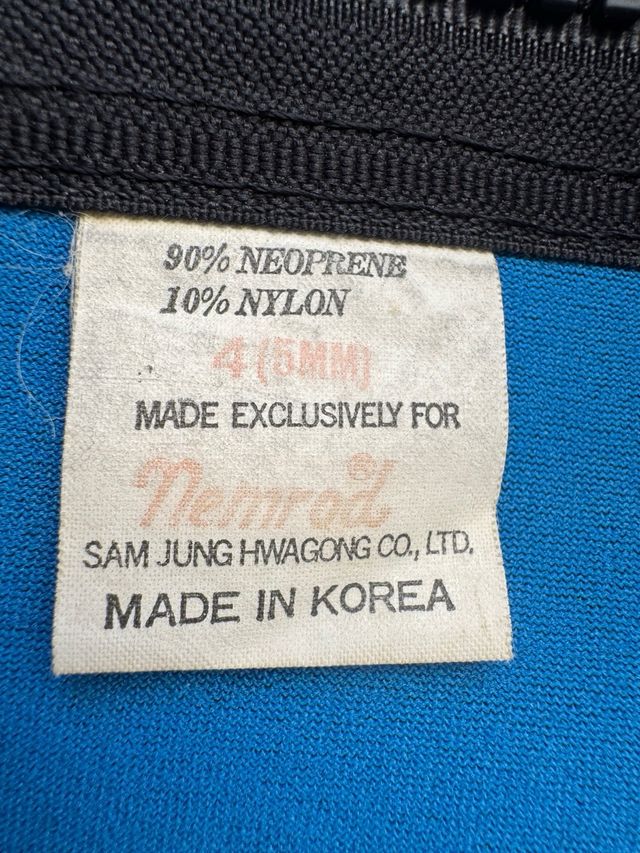 90% NEOPRENE
10% NYLON
4 (5MM)
MADE EXCLUSIVELY FOR
Nemrod®
SAM JUNG HWAGONG CO., LTD.
MADE IN KOREA